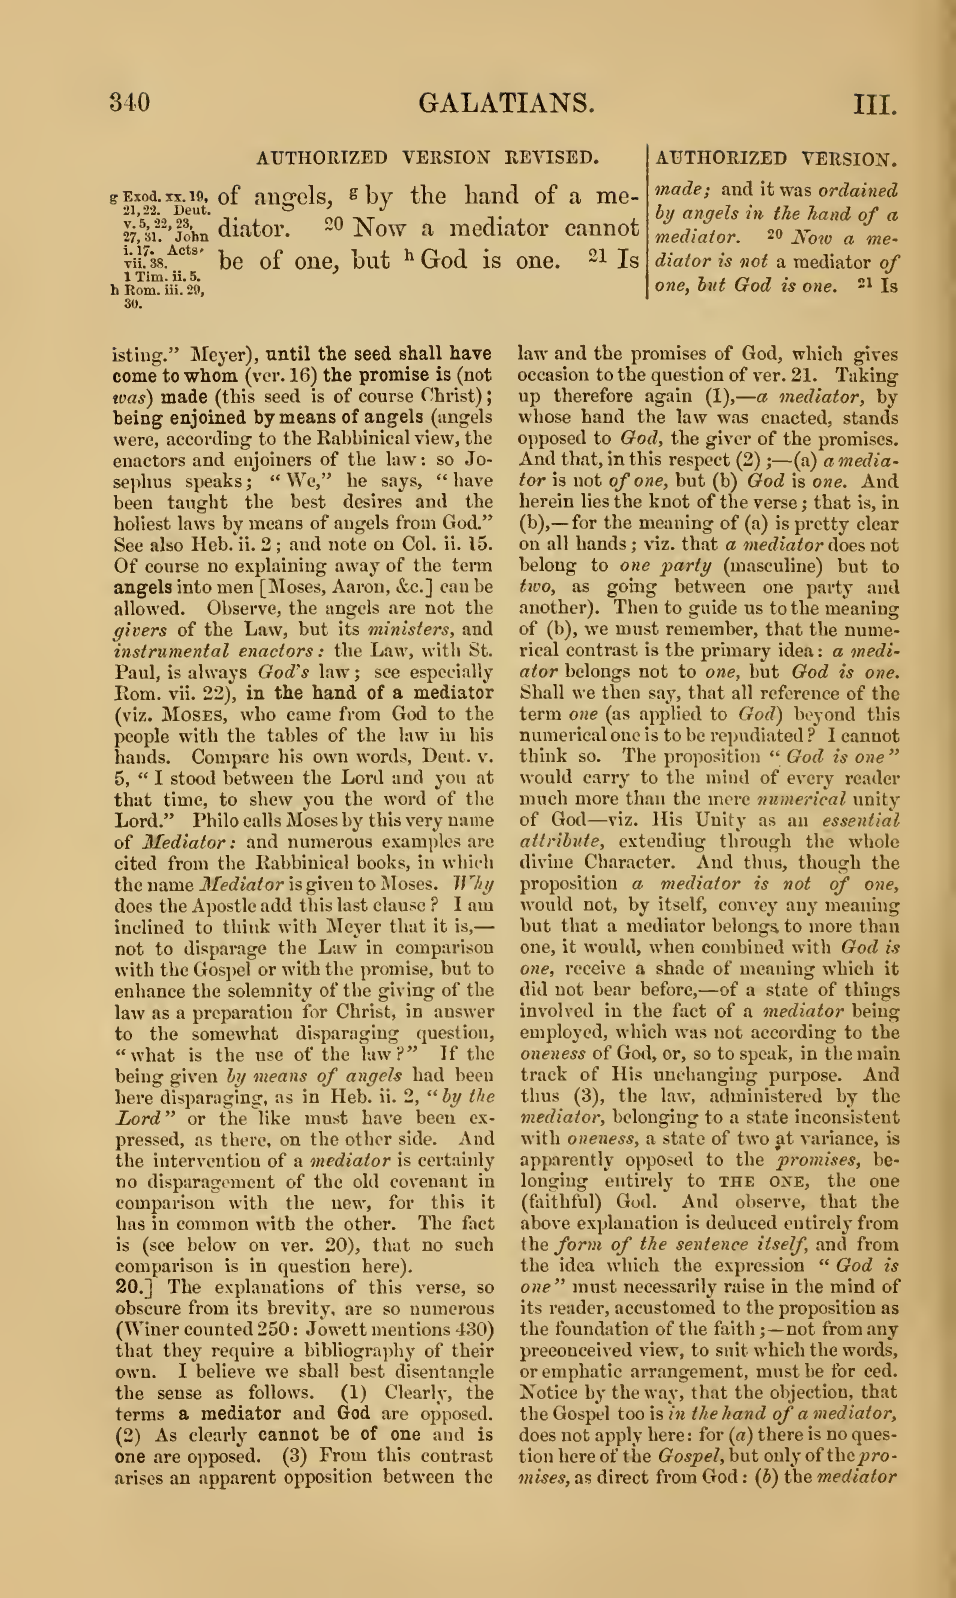 340 GALATIANS. III.
AUTHORIZED VERSION REVISED.
g Exod. xx. 19,
21, 22. Deut.
v. 5, 22, 23,
27, 31. John
i. 17. Acts
vii. 38.
1 Tim. ii. 5.
h Rom. iii. 29,
30.
of angels, g by the hand of a me-
diator. 20 Now a mediator cannot
be of one, but h God is one. 21 Is
AUTHORIZED VERSION.
made; and it was ordained
by angels in the hand of a
mediator. 20 Now a me-
diator is not a mediator of
one, but God is one. 21 Is
isting.” Meyer), until the seed shall have
come to whom (ver. 16) the promise is (not
was) made (this seed is of course Christ);
being enjoined by means of angels (angels
were, according to the Rabbinical view, the
enactors and enjoiners of the law: so Jo-
sephus speaks; “We,” he says, “have
been taught the best desires and the
holiest laws by means of angels from God.”
See also Heb. ii. 2; and note on Col. ii. 15.
Of course no explaining away of the term
angels into men [Moses, Aaron, &c.] can be
allowed. Observe, the angels are not the
givers of the Law, but its ministers, and
instrumental enactors: the Law, with St.
Paul, is always God's law; see especially
Rom. vii. 22), in the hand of a mediator
(viz. MOSES, who came from God to the
people with the tables of the law in his
hands. Compare his own words, Deut. v.
5, “I stood between the Lord and you at
that time, to shew you the word of the
Lord.” Philo calls Moses by this very name
of Mediator: and numerous examples are
cited from the Rabbinical books, in which
the name Mediator is given to Moses. Why
does the Apostle add this last clause? I am
inclined to think with Meyer that it is,—
not to disparage the Law in comparison
with the Gospel or with the promise, but to
enhance the solemnity of the giving of the
law as a preparation for Christ, in answer
to the somewhat disparaging question,
“what is the use of the law?” If the
being given by means of angels had been
here disparaging, as in Heb. ii. 2, “by the
Lord” or the like must have been ex-
pressed, as there, on the other side. And
the intervention of a mediator is certainly
no disparagement of the old covenant in
comparison with the new, for this it
has in common with the other. The fact
is (see below on ver. 20), that no such
comparison is in question here).
20.] The explanations of this verse, so
obscure from its brevity, are so numerous
(Winer counted 250: Jowett mentions 430)
that they require a bibliography of their
own. I believe we shall best disentangle
the sense as follows. (1) Clearly, the
terms a mediator and God are opposed.
(2) As clearly cannot be of one and is
one are opposed. (3) From this contrast
arises an apparent opposition between the
law and the promises of God, which gives
occasion to the question of ver. 21. Taking
up therefore again (1),—a mediator, by
whose hand the law was enacted, stands
opposed to God, the giver of the promises.
And that, in this respect (2);—(a) a media-
tor is not of one, but (b) God is one. And
herein lies the knot of the verse; that is, in
(b),—for the meaning of (a) is pretty clear
on all hands; viz. that a mediator does not
belong to one party (masculine) but to
two, as going between one party and
another). Then to guide us to the meaning
of (b), we must remember, that the nume-
rical contrast is the primary idea: a medi-
ator belongs not to one, but God is one.
Shall we then say, that all reference of the
term one (as applied to God) beyond this
numerical one is to be repudiated? I cannot
think so. The proposition “God is one”
would carry to the mind of every reader
much more than the mere numerical unity
of God—viz. His Unity as an essential
attribute, extending through the whole
divine Character. And thus, though the
proposition a mediator is not of one,
would not, by itself, convey any meaning
but that a mediator belongs to more than
one, it would, when combined with God is
one, receive a shade of meaning which it
did not bear before,—of a state of things
involved in the fact of a mediator being
employed, which was not according to the
oneness of God, or, so to speak, in the main
track of His unchanging purpose. And
thus (3), the law, administered by the
mediator, belonging to a state inconsistent
with oneness, a state of two at variance, is
apparently opposed to the promises, be-
longing entirely to THE ONE, the one
(faithful) God. And observe, that the
above explanation is deduced entirely from
the form of the sentence itself, and from
the idea which the expression “God is
one” must necessarily raise in the mind of
its reader, accustomed to the proposition as
the foundation of the faith;—not from any
preconceived view, to suit which the words,
or emphatic arrangement, must be for ced.
Notice by the way, that the objection, that
the Gospel too is in the hand of a mediator,
does not apply here: for (a) there is no ques-
tion here of the Gospel, but only of the pro-
mises, as direct from God: (b) the mediator